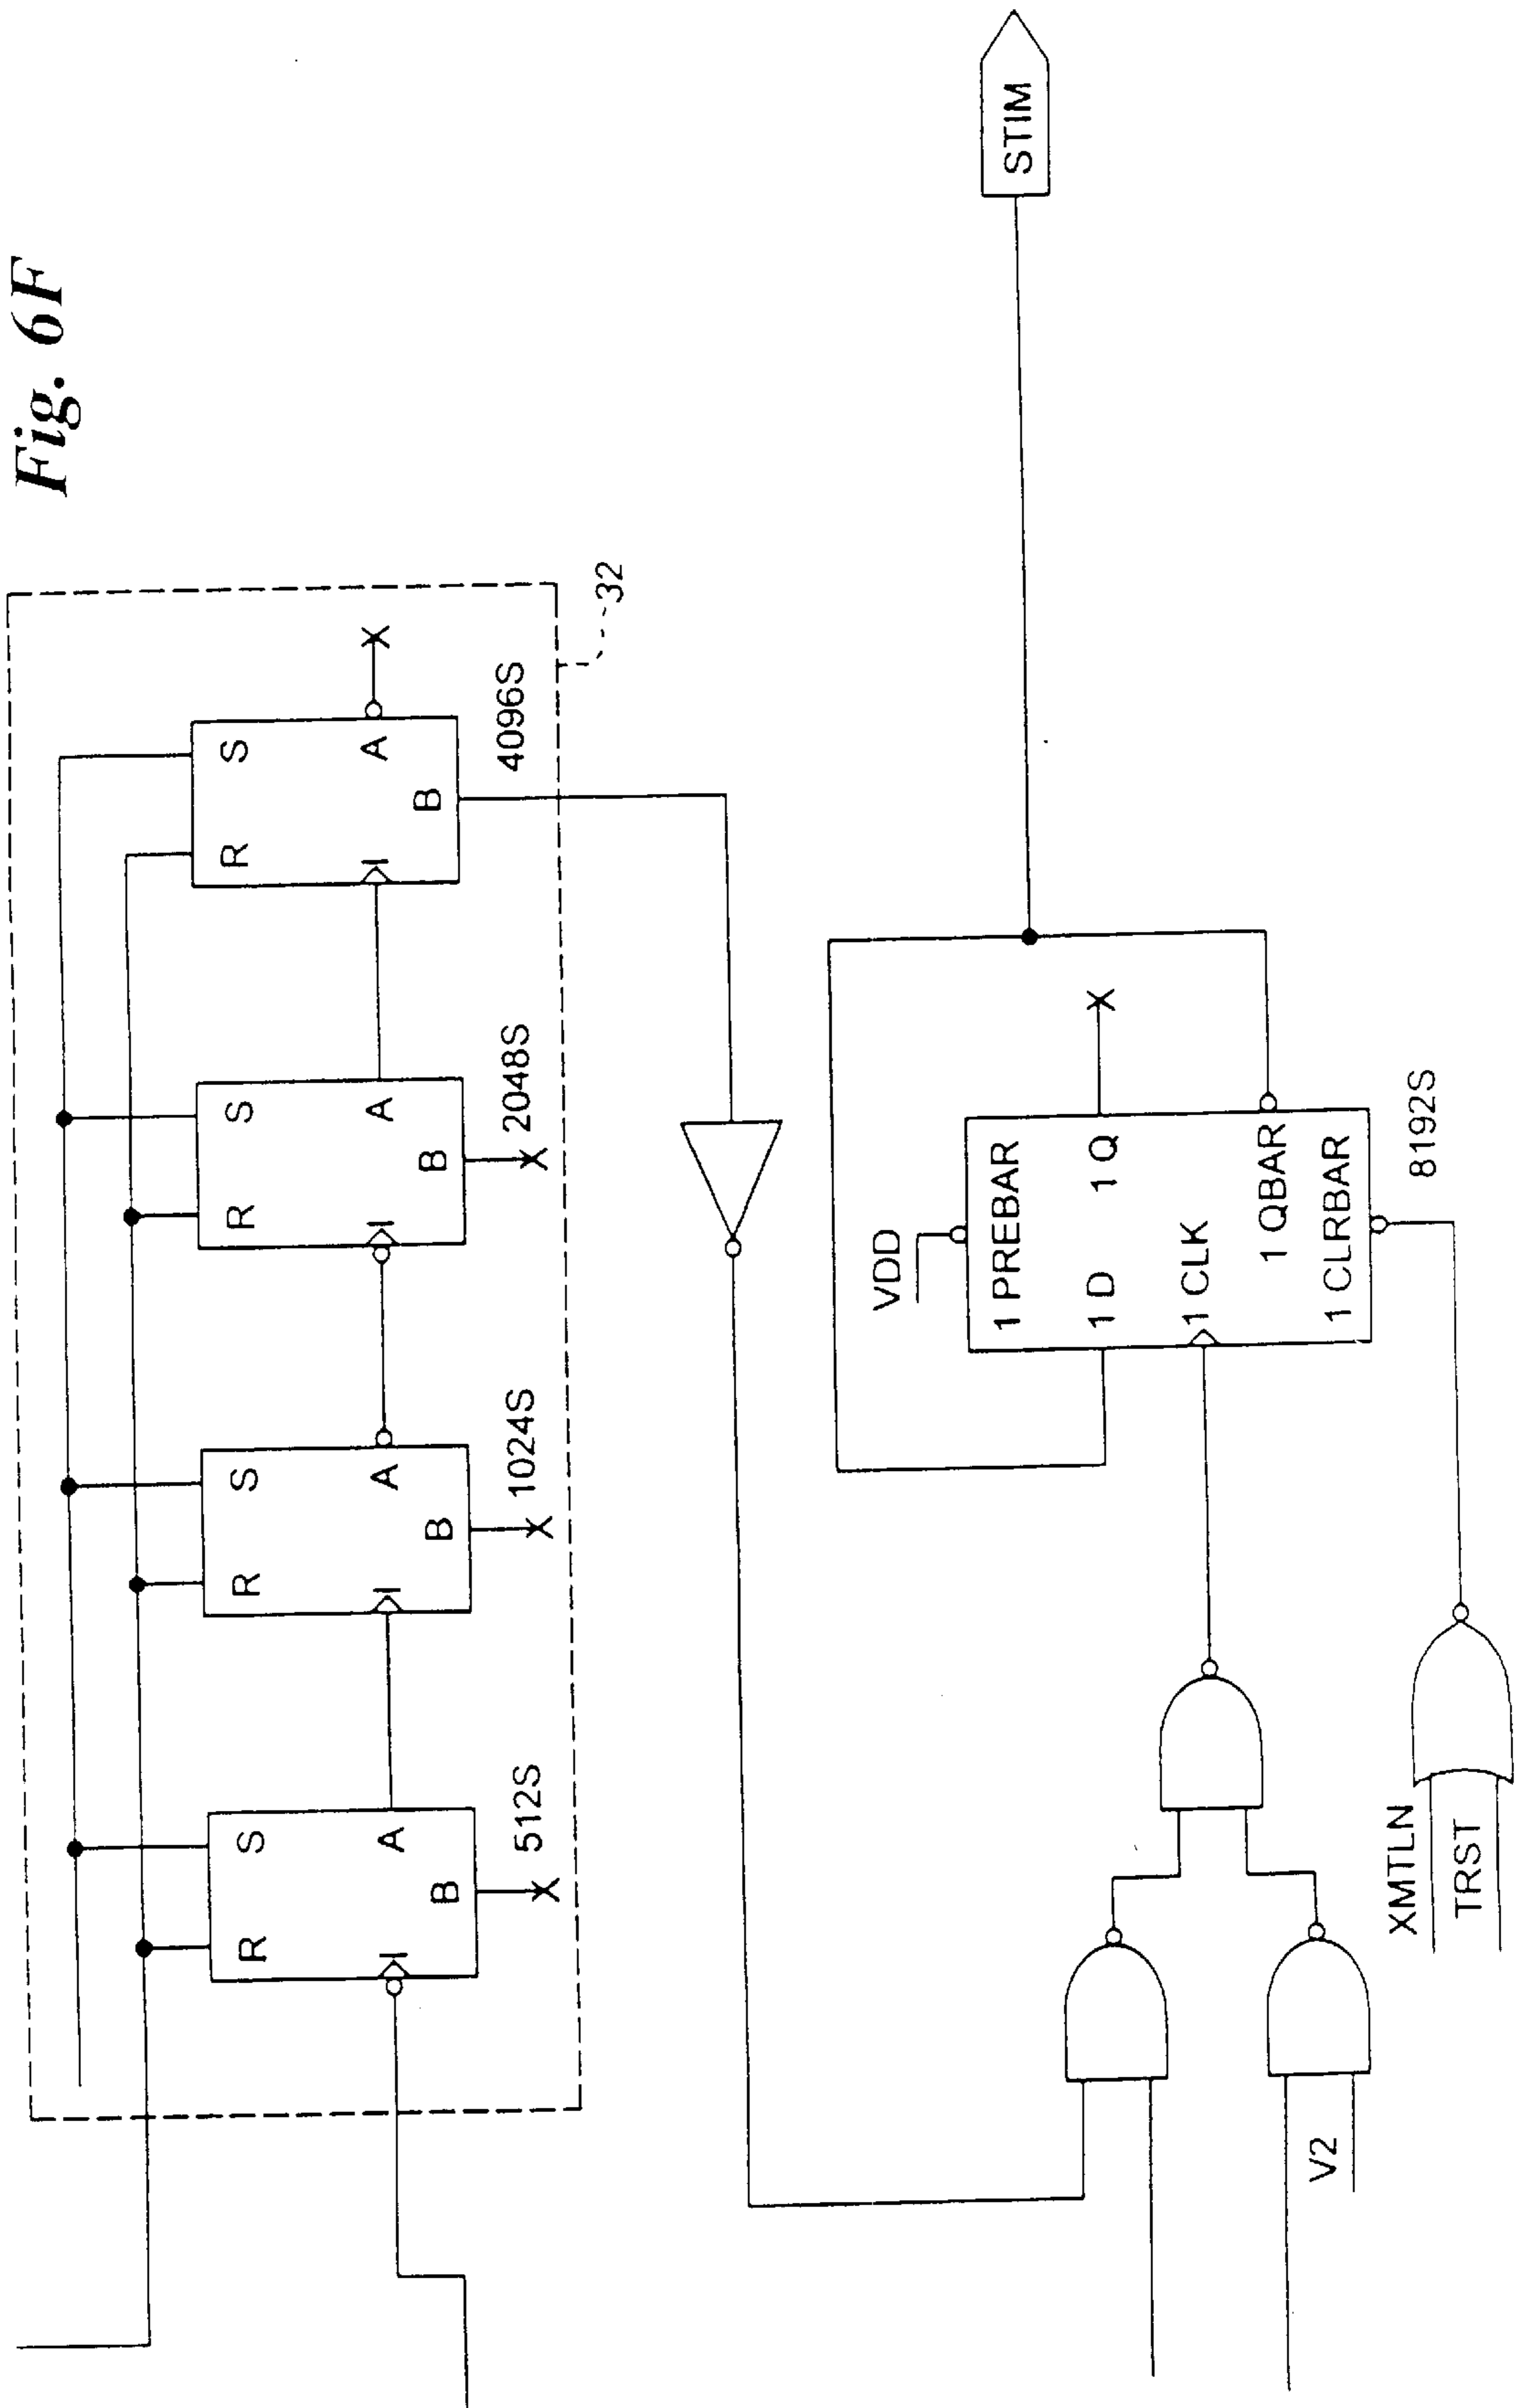 Fig. 6F
R S
I A
B
512S
R S
I A
B
1024S
R S
I A
B
2048S
R S
I A
B
4096S
32
VDD
1 PREBAR
1 D 1 Q
1 CLK
1 QBAR
1 CLRBAR
8192S
STIM
V2
XMTLN
TRST